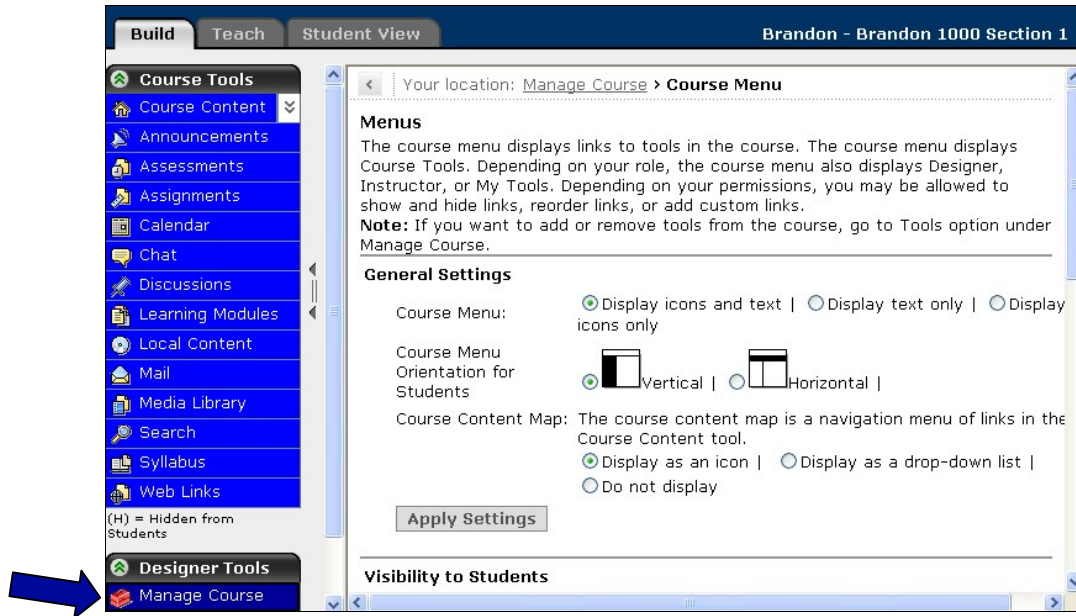 Build Teach Student View Brandon - Brandon 1000 Section 1
Course Tools
Course Content
Announcements
Assessments
Assignments
Calendar
Chat
Discussions
Learning Modules
Local Content
Mail
Media Library
Search
Syllabus
Web Links
(H) = Hidden from
Students
Designer Tools
Manage Course
Your location: Manage Course > Course Menu
Menus
The course menu displays links to tools in the course. The course menu displays
Course Tools. Depending on your role, the course menu also displays Designer,
Instructor, or My Tools. Depending on your permissions, you may be allowed to
show and hide links, reorder links, or add custom links.
Note: If you want to add or remove tools from the course, go to Tools option under
Manage Course.
General Settings
Course Menu: Display icons and text | Display text only | Display
icons only
Course Menu
Orientation for
Students Vertical | Horizontal |
Course Content Map: The course content map is a navigation menu of links in the
Course Content tool.
Display as an icon | Display as a drop-down list |
Do not display
Apply Settings
Visibility to Students